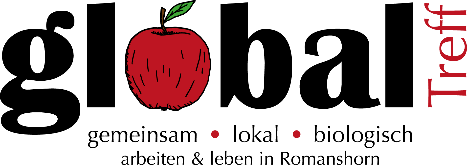 global Treff
gemeinsam • lokal • biologisch
arbeiten & leben in Romanshorn